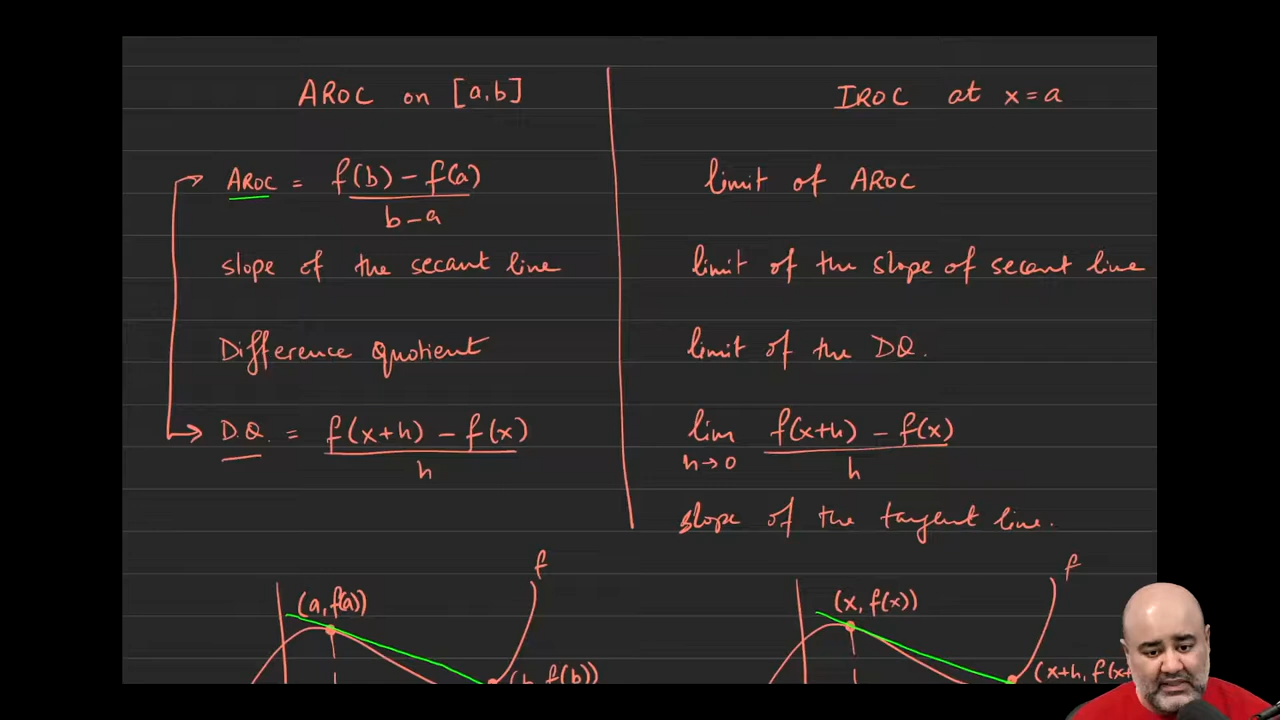 AROC on [a,b]
AROC = f(b) - f(a)
b - a
slope of the secant line
Difference Quotient
D.Q. = f(x+h) - f(x)
h
(a, f(a))
f
(b, f(b))
IROC at x=a
limit of AROC
limit of the slope of secant line
limit of the DQ.
lim f(x+h) - f(x)
h→0 h
slope of the tangent line.
(x, f(x))
f
(x+h, f(x+